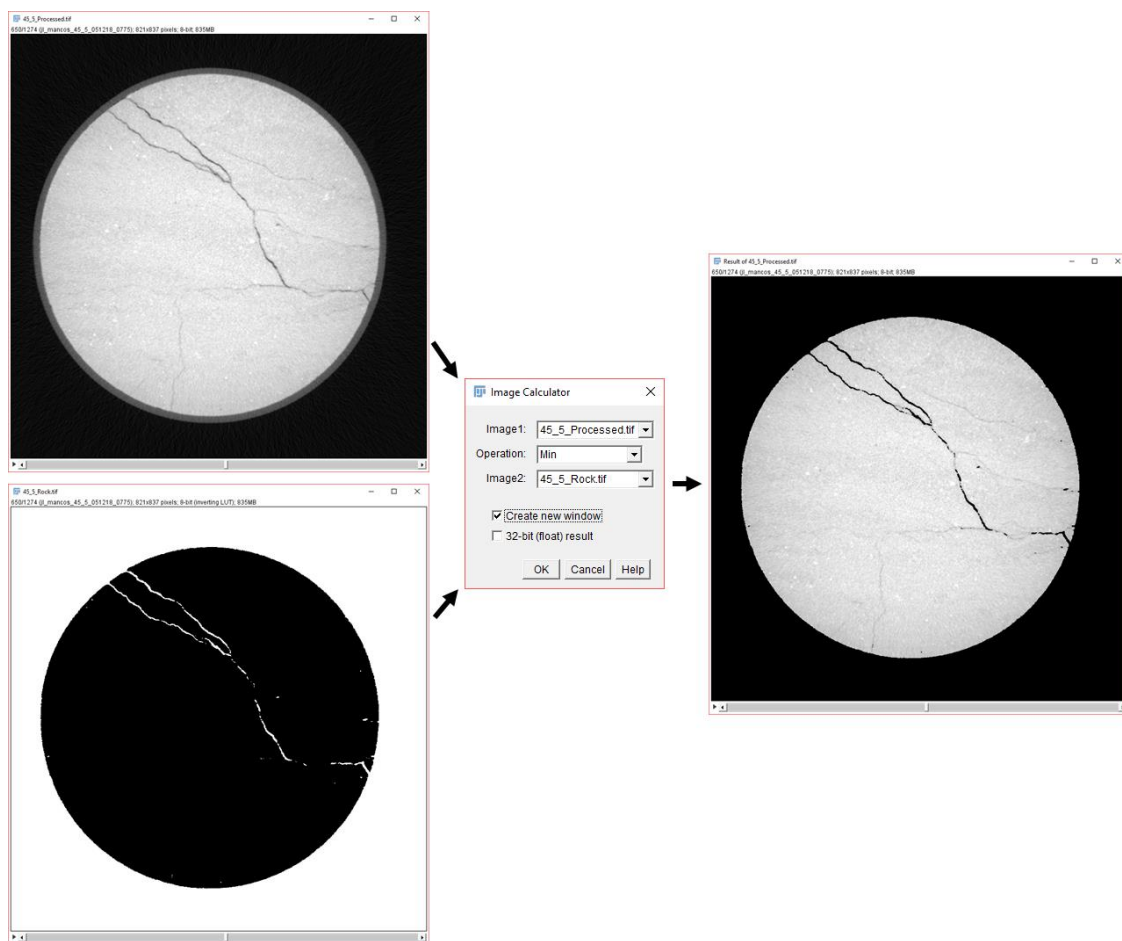 45_5_Processed.tif
650/1274 (jl_mancos_45_5_051218_0775); 821x837 pixels; 8-bit; 835MB
45_5_Rock.tif
650/1274 (jl_mancos_45_5_051218_0775); 821x837 pixels; 8-bit (inverting LUT); 835MB
Image Calculator
Image1: 45_5_Processed.tif
Operation: Min
Image2: 45_5_Rock.tif
Create new window
32-bit (float) result
OK Cancel Help
Result of 45_5_Processed.tif
650/1274 (jl_mancos_45_5_051218_0775); 821x837 pixels; 8-bit; 835MB